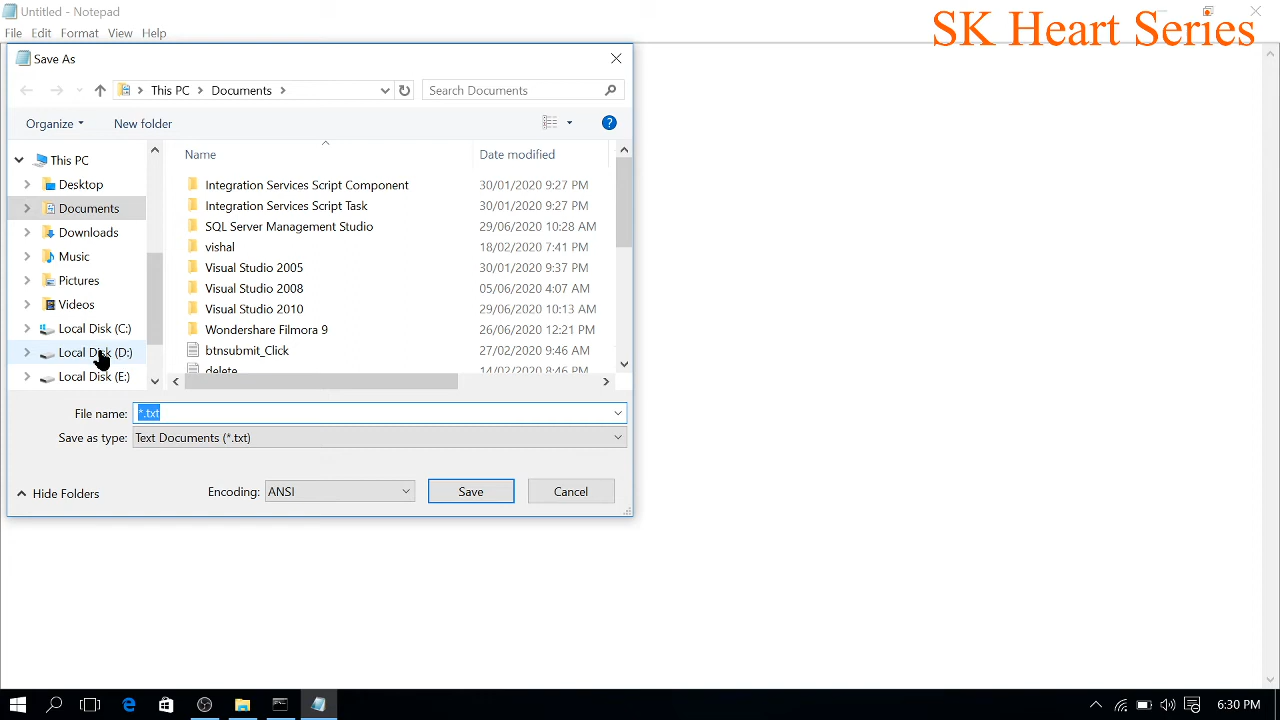 Untitled - Notepad
SK Heart Series
File Edit Format View Help
Save As
This PC Documents Search Documents
Organize New folder
Name Date modified
This PC
Desktop
Documents
Downloads
Music
Pictures
Videos
Local Disk (C:)
Local Disk (D:)
Local Disk (E:)
Integration Services Script Component 30/01/2020 9:27 PM
Integration Services Script Task 30/01/2020 9:27 PM
SQL Server Management Studio 29/06/2020 10:28 AM
vishal 18/02/2020 7:41 PM
Visual Studio 2005 30/01/2020 9:37 PM
Visual Studio 2008 05/06/2020 4:07 AM
Visual Studio 2010 29/06/2020 10:13 AM
Wondershare Filmora 9 26/06/2020 12:21 PM
btnsubmit_Click 27/02/2020 9:46 AM
delete 14/02/2020 8:46 PM
File name: *.txt
Save as type: Text Documents (*.txt)
Hide Folders Encoding: ANSI Save Cancel
6:30 PM